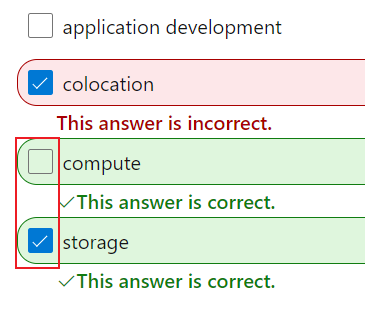 application development
colocation
This answer is incorrect.
compute
This answer is correct.
storage
This answer is correct.